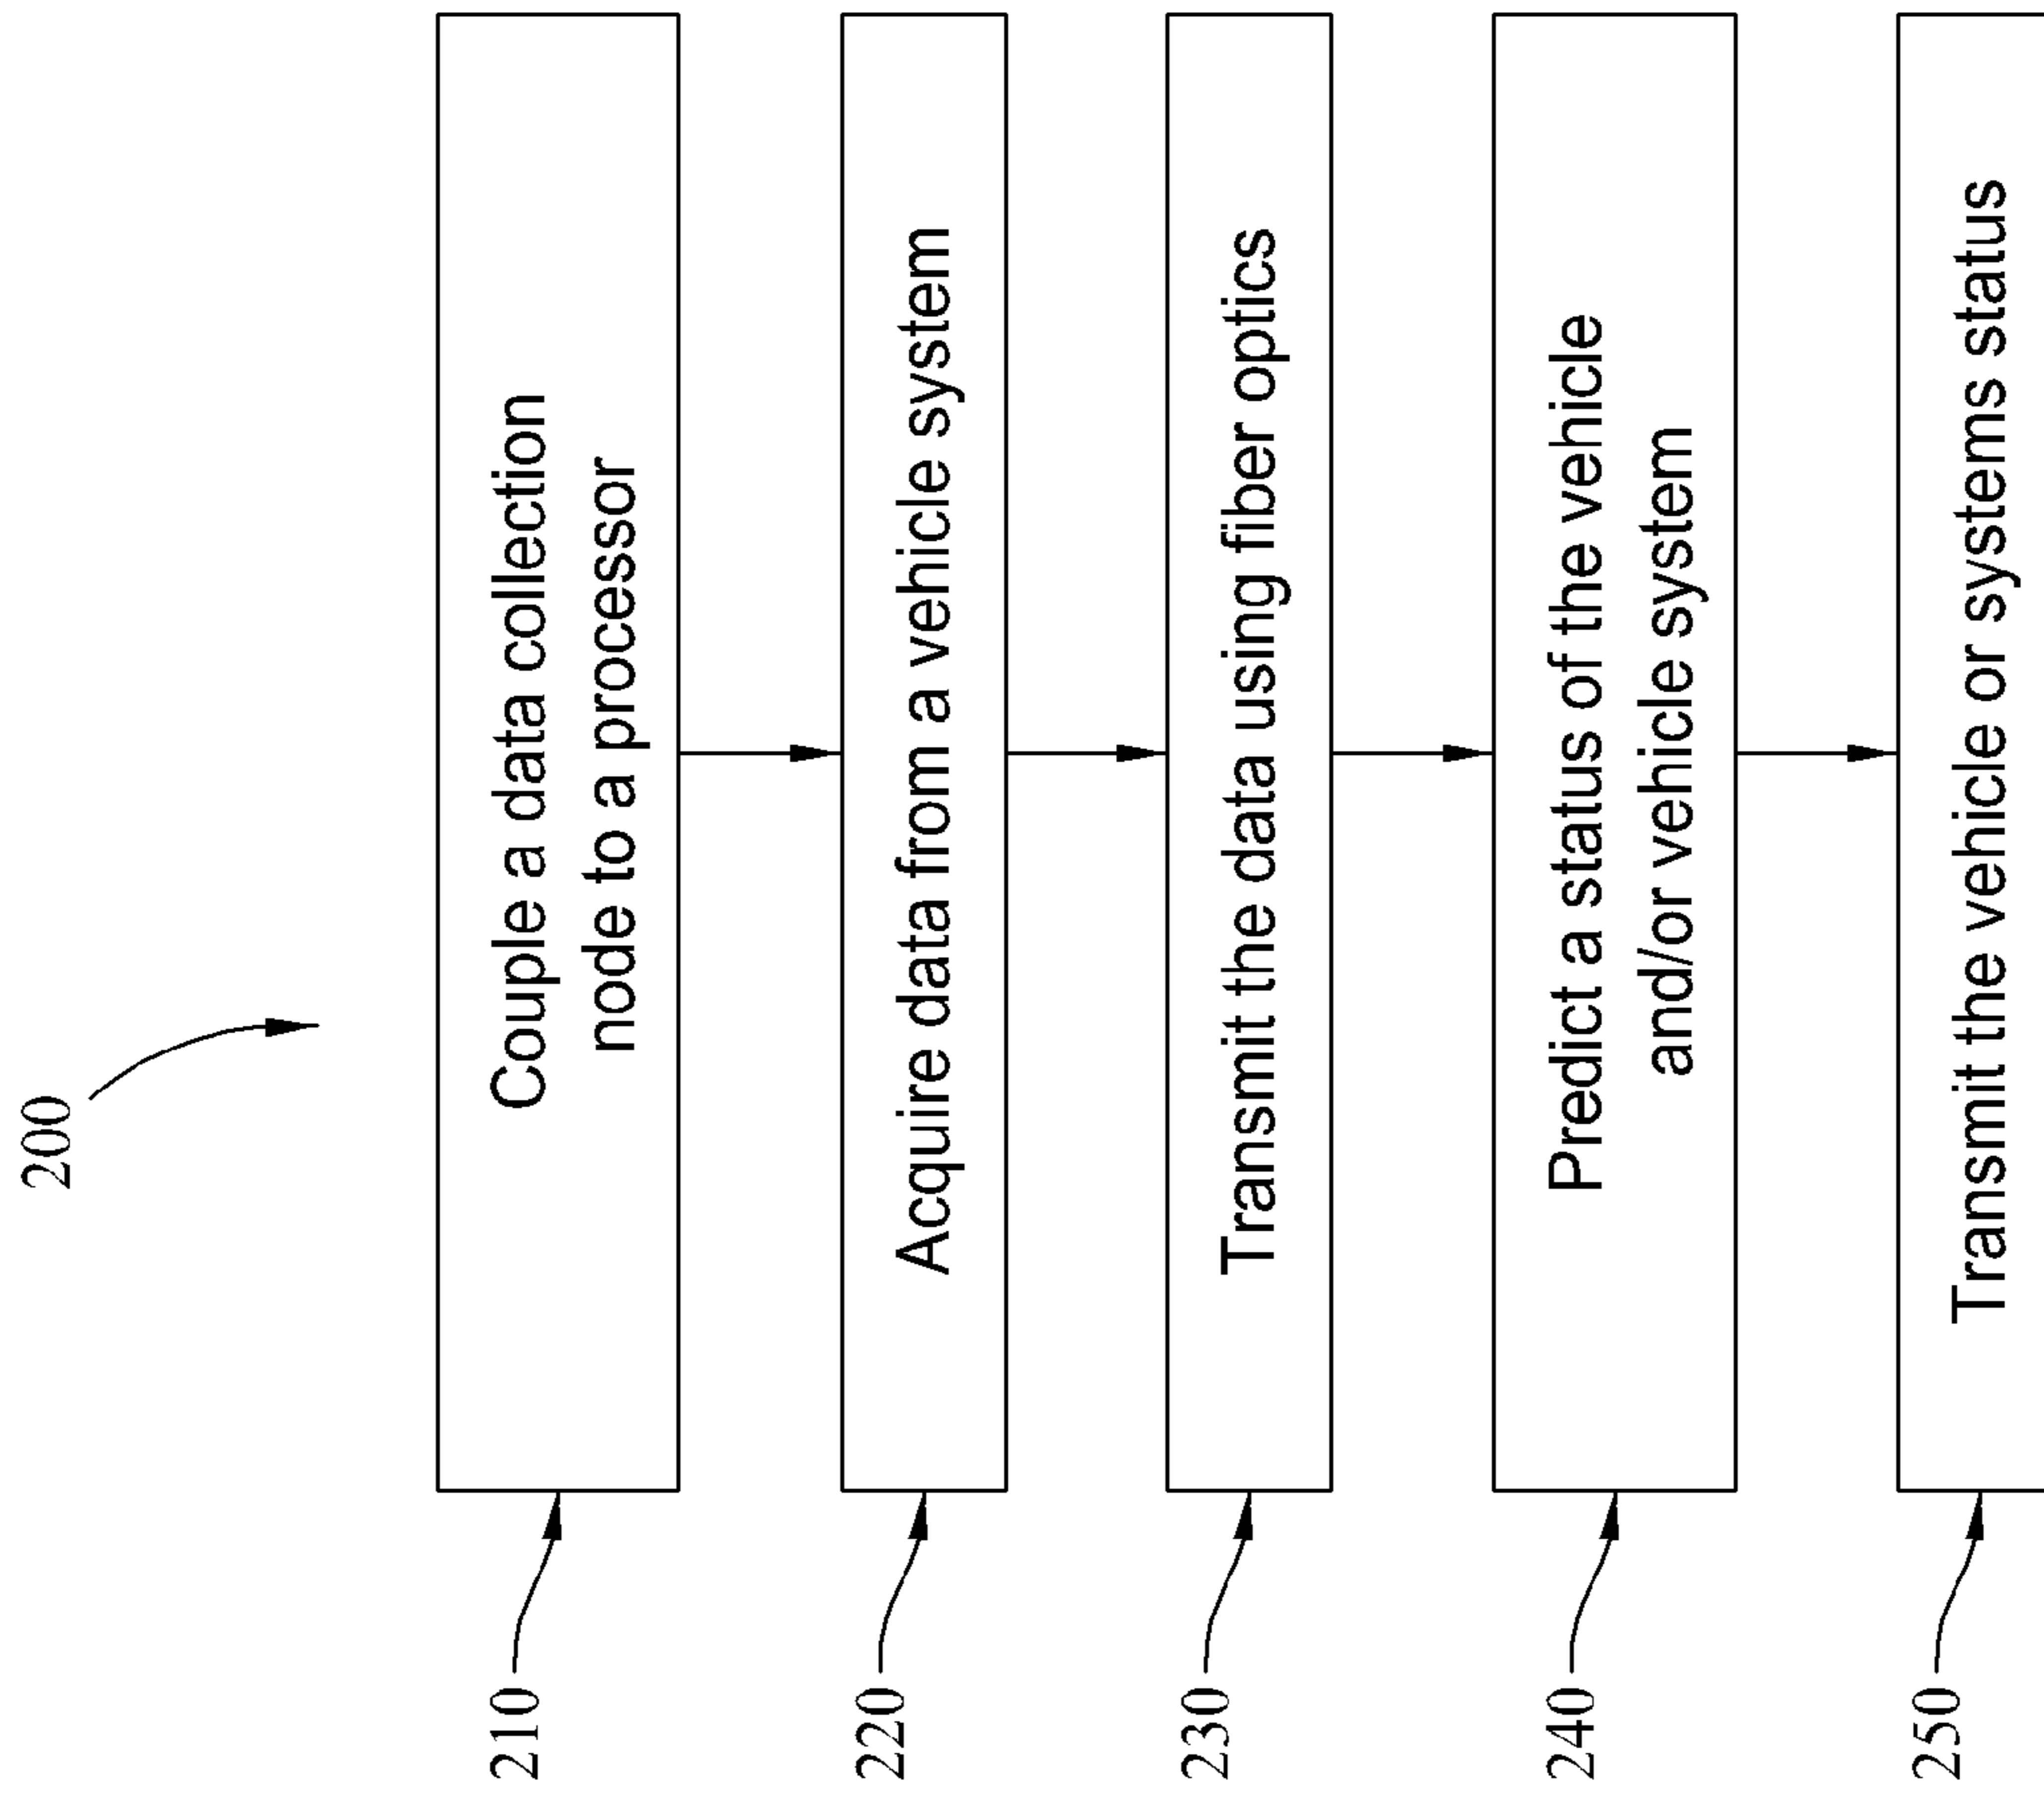 200
210
Couple a data collection
node to a processor
220
Acquire data from a vehicle system
230
Transmit the data using fiber optics
240
Predict a status of the vehicle
and/or vehicle system
250
Transmit the vehicle or systems status